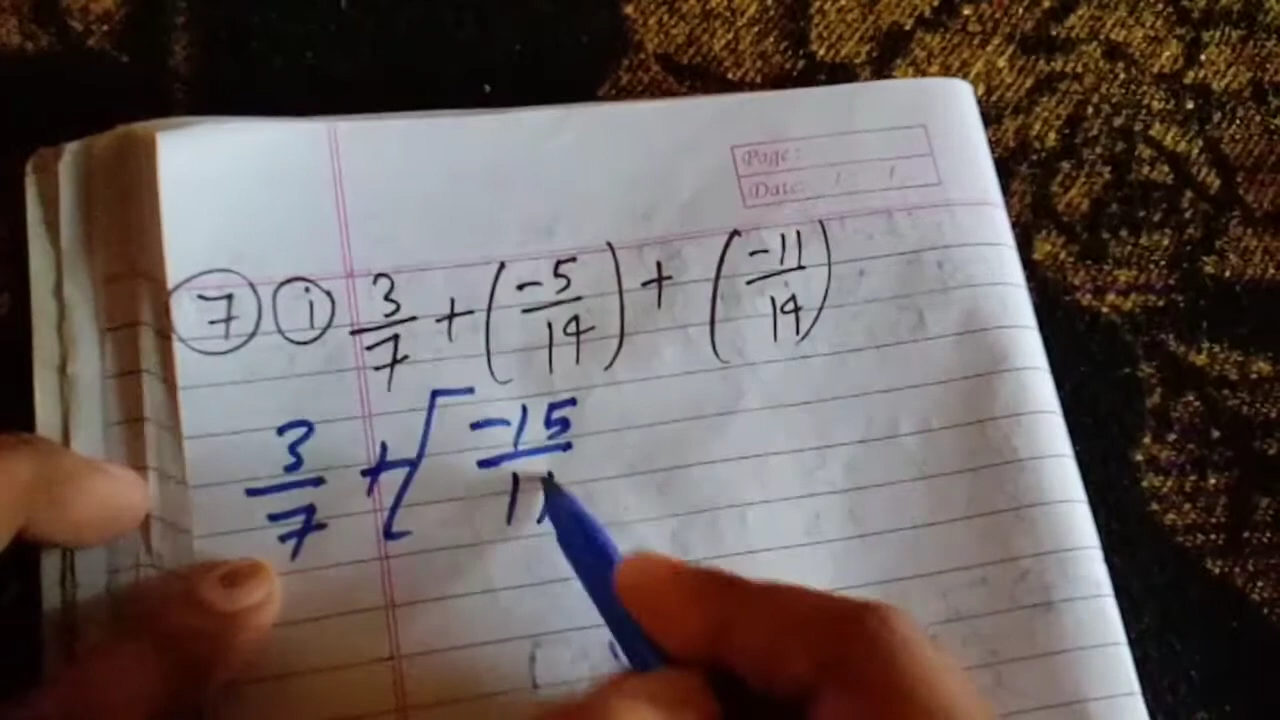 Page:
Date: / /
7 i 3/7 + (-5/14) + (-11/14)
3/7 + [ -15/1